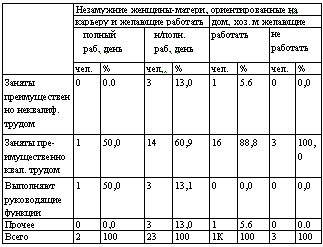 Незамужние женщины-матери, ориентированные на
карьеру и желающие работать дом, хоз. м желающие
полный н/полн. работать не
раб, день раб, день работать
чел. % чел., % чел. % чел. %
Заняты 0 0.0 3 13,0 1 5.6 0 0,0
преимуществен
но неквалиф.
трудом
Заняты пре- 1 50,0 14 60,9 16 88,8 3 100,
имущественно 0
квал. трудом
Выполняют 1 50,0 3 13,1 0 0,0 0 0,0
руководящие
функции
Прочее 0 0,0 3 13,0 1 5.6 0 0.0
Всего 2 100 23 100 1К 100 3 100